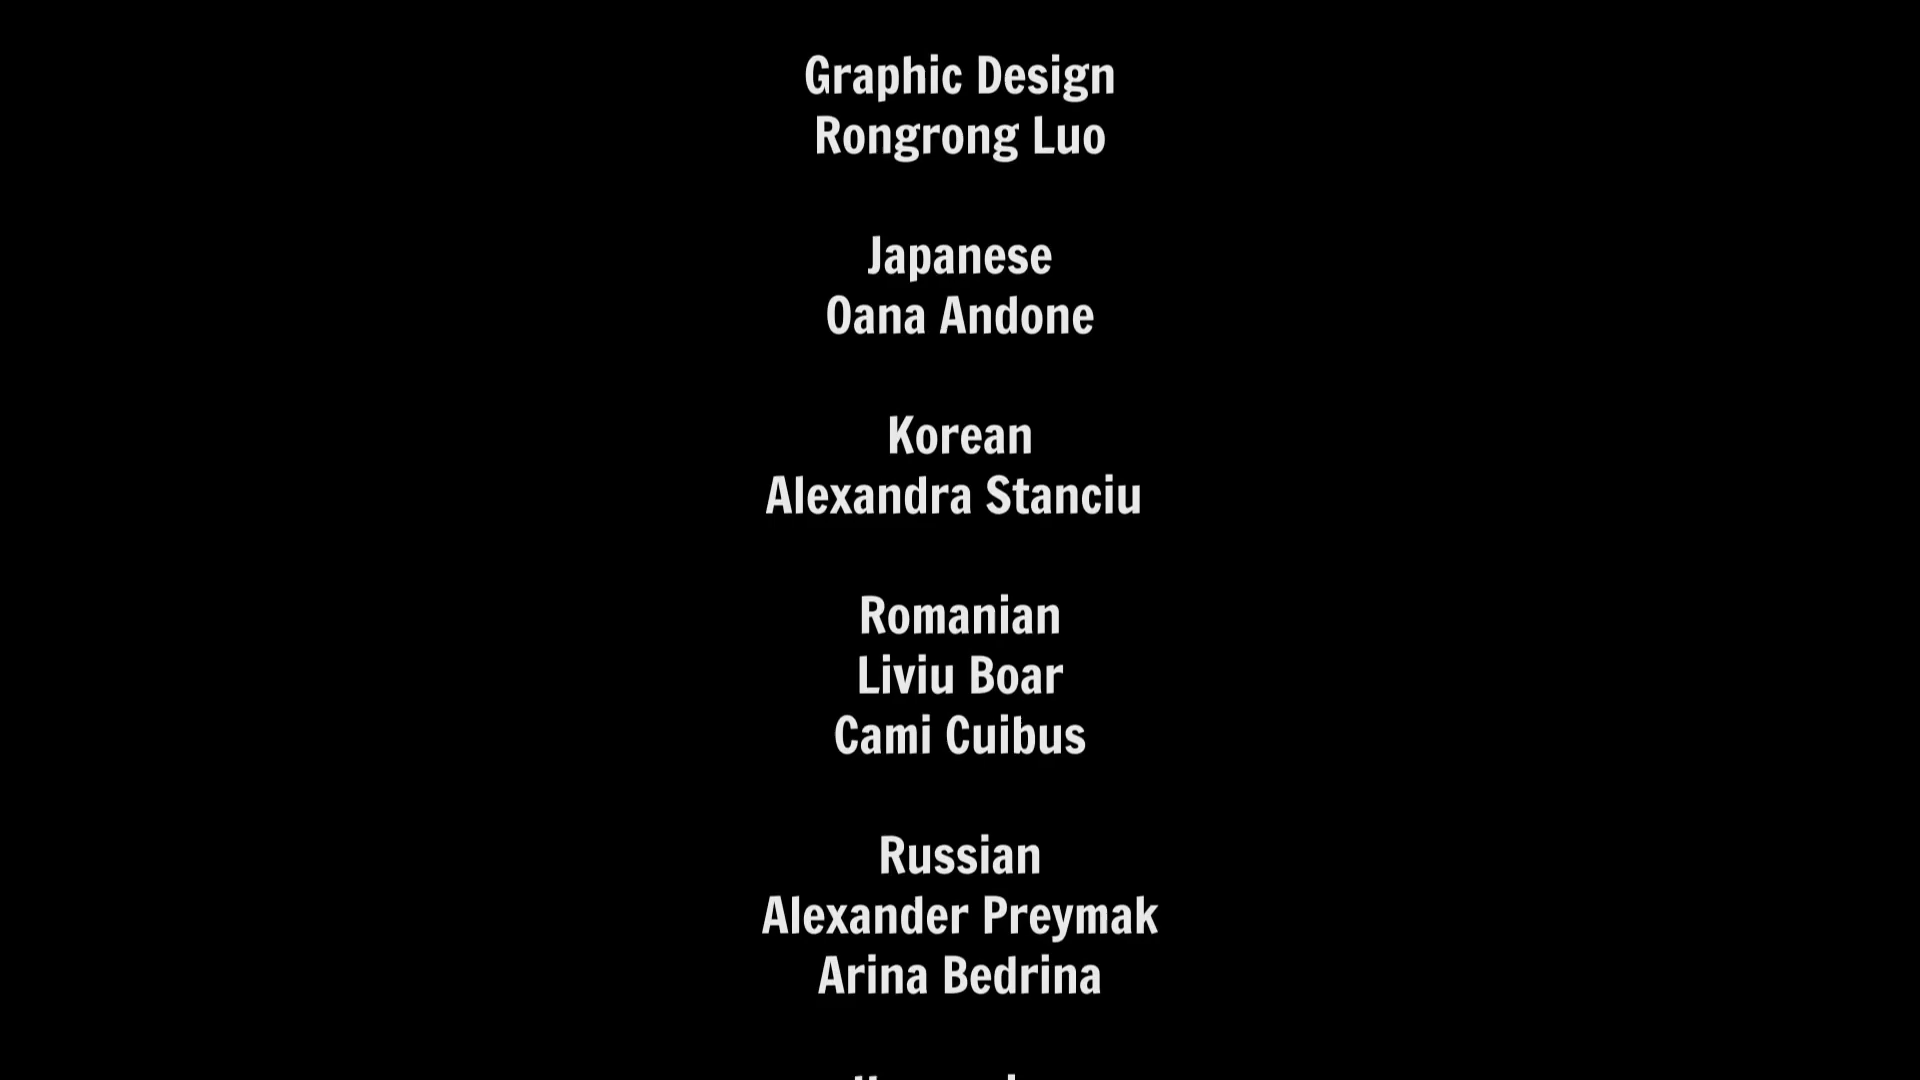 Graphic Design
Rongrong Luo
Japanese
Oana Andone
Korean
Alexandra Stanciu
Romanian
Liviu Boar
Cami Cuibus
Russian
Alexander Preymak
Arina Bedrina